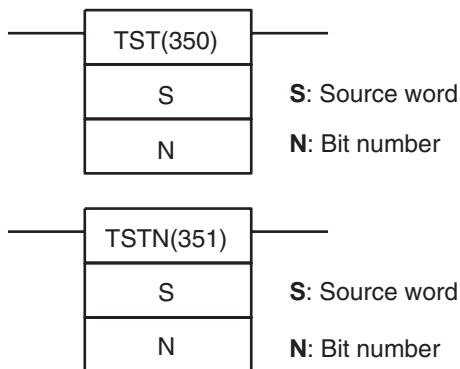 TST(350)
S
S: Source word
N
N: Bit number
TSTN(351)
S
S: Source word
N
N: Bit number